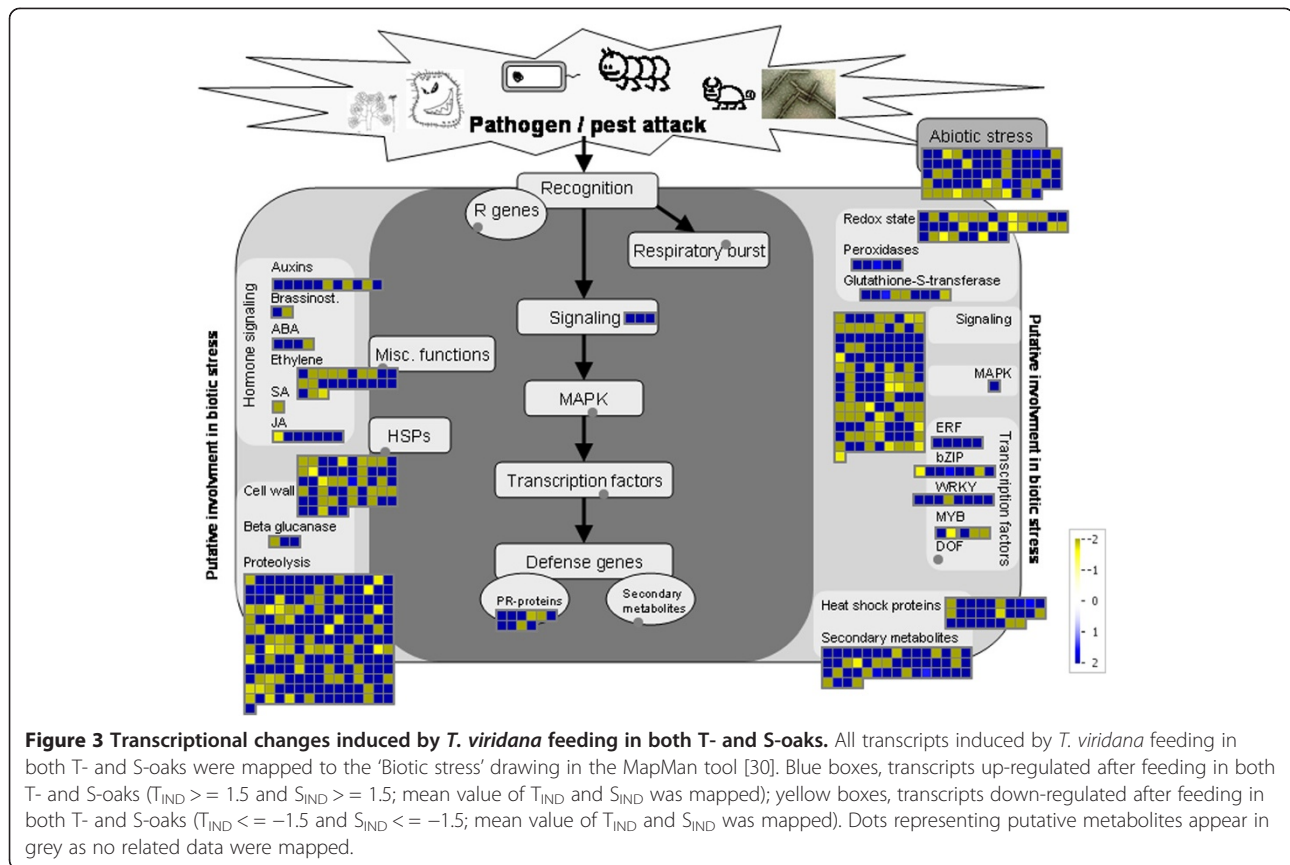 Pathogen / pest attack
Abiotic stress
Recognition
R genes
Respiratory burst
Redox state
Peroxidases
Glutathione-S-transferase
Auxins
Brassinost.
ABA
Ethylene
SA
JA
Hormone signaling
Misc. functions
HSPs
Signaling
MAPK
Transcription factors
Defense genes
PR-proteins
Secondary metabolites
Signaling
MAPK
ERF
bZIP
WRKY
MYB
DOF
Transcription factors
Putative involvment in biotic stress
Putative involvment in biotic stress
Cell wall
Beta glucanase
Proteolysis
Heat shock proteins
Secondary metabolites
-2
-1
0
1
2
Figure 3 Transcriptional changes induced by T. viridana feeding in both T- and S-oaks. All transcripts induced by T. viridana feeding in
both T- and S-oaks were mapped to the ‘Biotic stress’ drawing in the MapMan tool [30]. Blue boxes, transcripts up-regulated after feeding in both
T- and S-oaks (TIND > = 1.5 and SIND > = 1.5; mean value of TIND and SIND was mapped); yellow boxes, transcripts down-regulated after feeding in
both T- and S-oaks (TIND < = −1.5 and SIND < = −1.5; mean value of TIND and SIND was mapped). Dots representing putative metabolites appear in
grey as no related data were mapped.